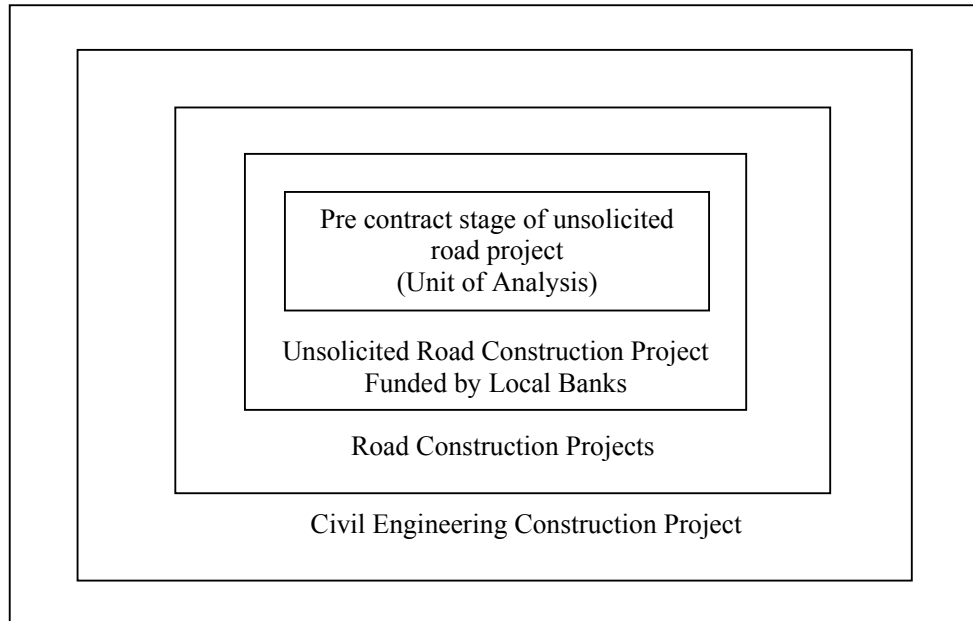 Pre contract stage of unsolicited
road project
(Unit of Analysis)
Unsolicited Road Construction Project
Funded by Local Banks
Road Construction Projects
Civil Engineering Construction Project